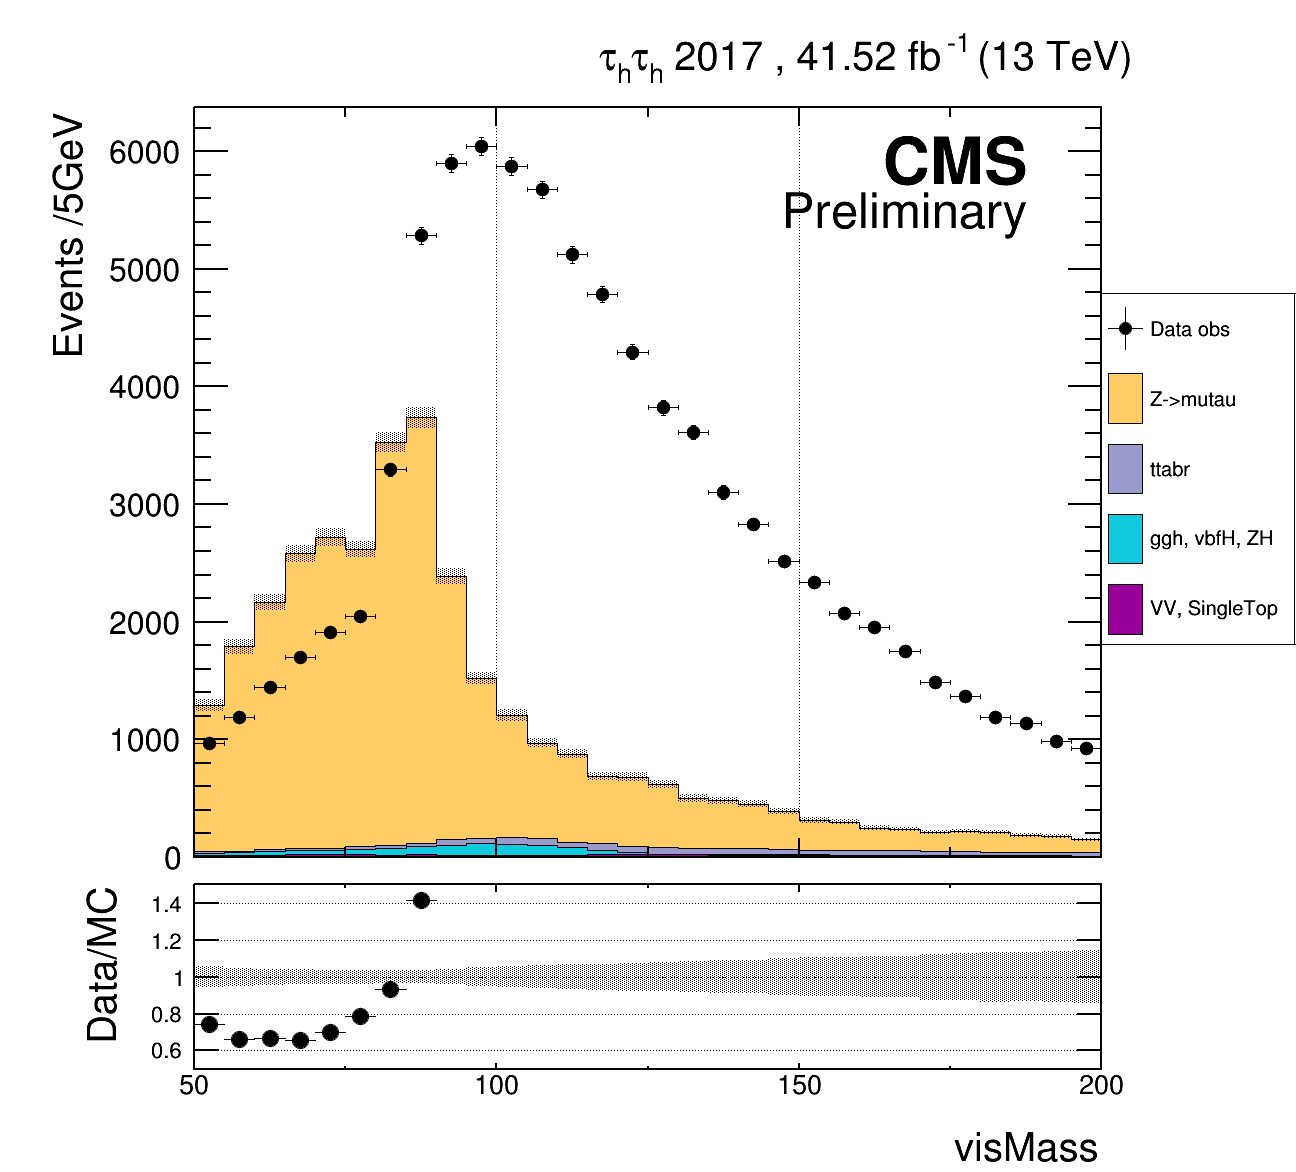 τhτh 2017 , 41.52 fb-1 (13 TeV)
Events /5GeV
6000
5000
4000
3000
2000
1000
0
CMS
Preliminary
Data obs
Z->mutau
ttabr
ggh, vbfH, ZH
VV, SingleTop
Data/MC
1.4
1.2
1
0.8
0.6
50 100 150 200
visMass